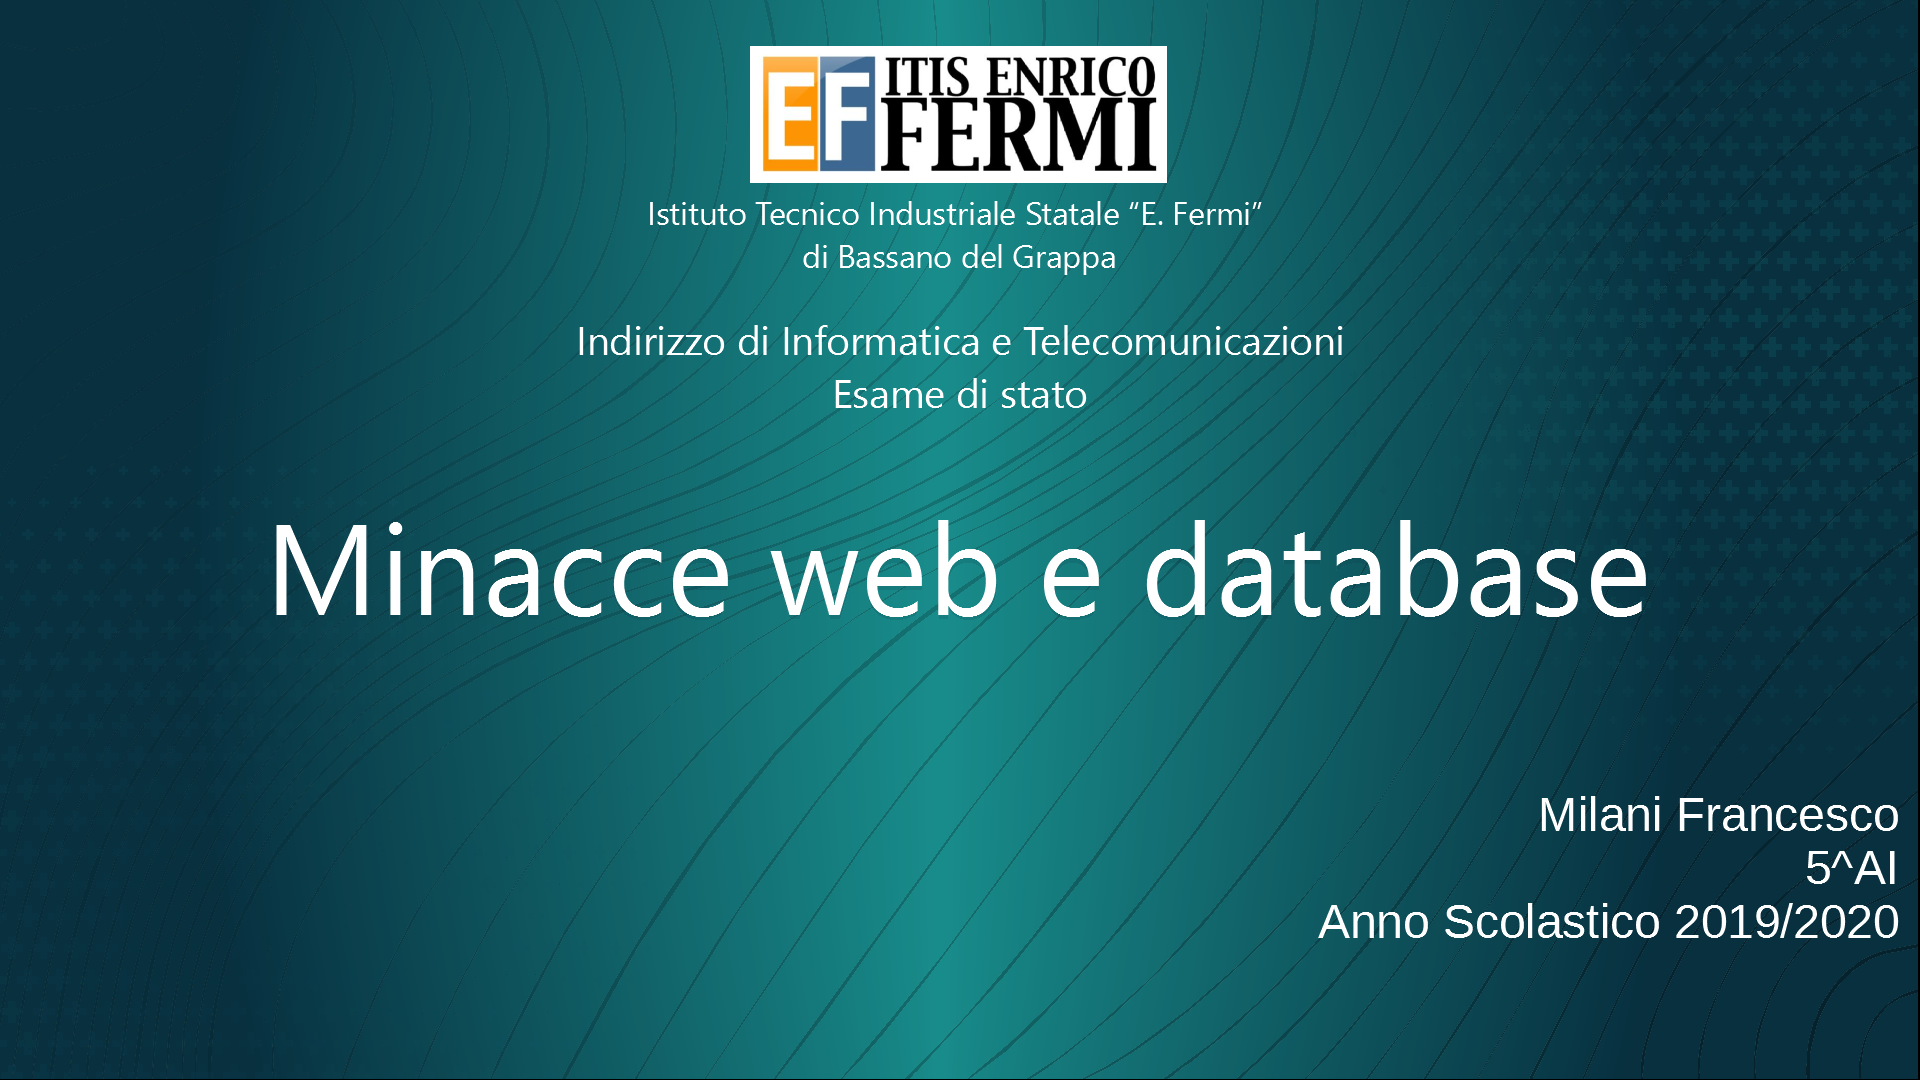 EF ITIS ENRICO
FERMI
Istituto Tecnico Industriale Statale “E. Fermi”
di Bassano del Grappa
Indirizzo di Informatica e Telecomunicazioni
Esame di stato
Minacce web e database
Milani Francesco
5^AI
Anno Scolastico 2019/2020